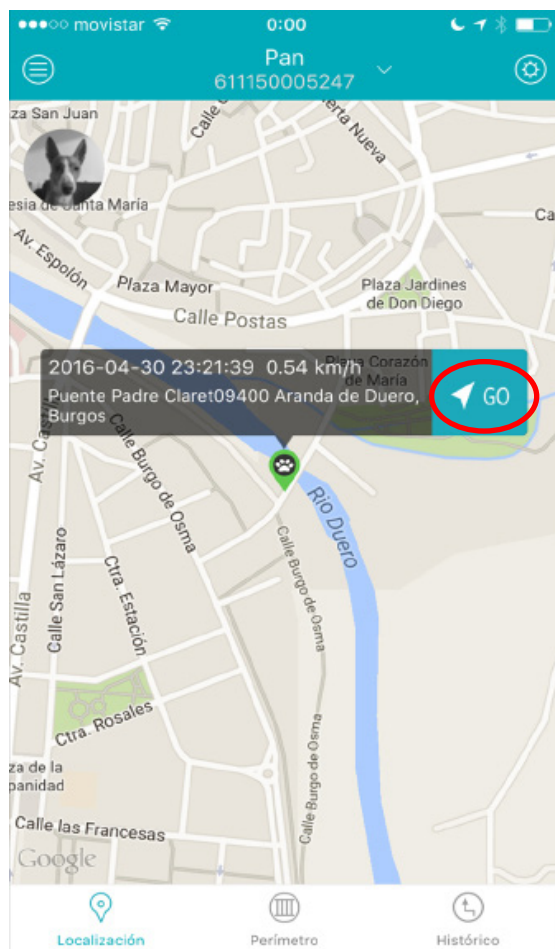 movistar
0:00
Pan
611150005247
za San Juan
Calle
erta Nueva
esia de Santa María
Ca
Av. Espolón
Plaza Mayor
Plaza Jardines
de Don Diego
Calle Postas
2016-04-30 23:21:39 0.54 km/h
Plaza Corazón
de María
GO
Puente Padre Claret09400 Aranda de Duero,
Burgos
Av. Castilla
Calle Burgo de Osma
Rio Duero
Calle San Lázaro
Ctra. Estación
Calle Burgo de Osma
Av. Castilla
Ctra. Rosales
Calle Burgo de Osma
za de la
panidad
Calle las Francesas
Google
Localización
Perímetro
Histórico